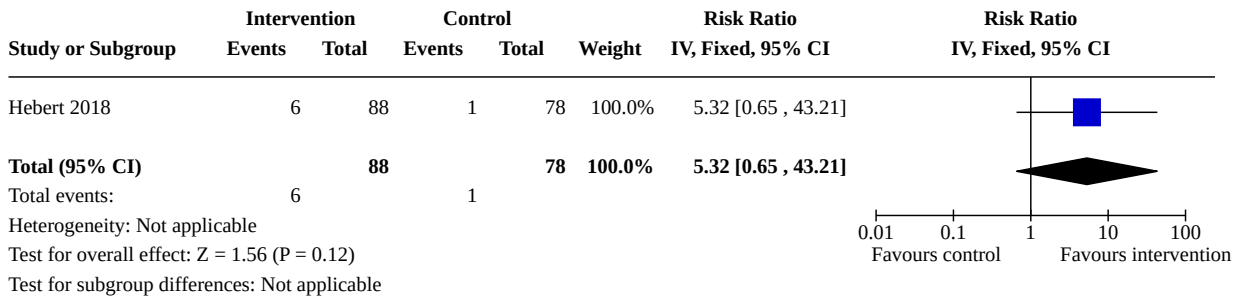 Intervention Control Risk Ratio Risk Ratio
Study or Subgroup Events Total Events Total Weight IV, Fixed, 95% CI IV, Fixed, 95% CI
Hebert 2018 6 88 1 78 100.0% 5.32 [0.65 , 43.21]
Total (95% CI) 88 78 100.0% 5.32 [0.65 , 43.21]
Total events: 6 1
Heterogeneity: Not applicable
Test for overall effect: Z = 1.56 (P = 0.12)
Test for subgroup differences: Not applicable
0.01 0.1 1 10 100
Favours control Favours intervention